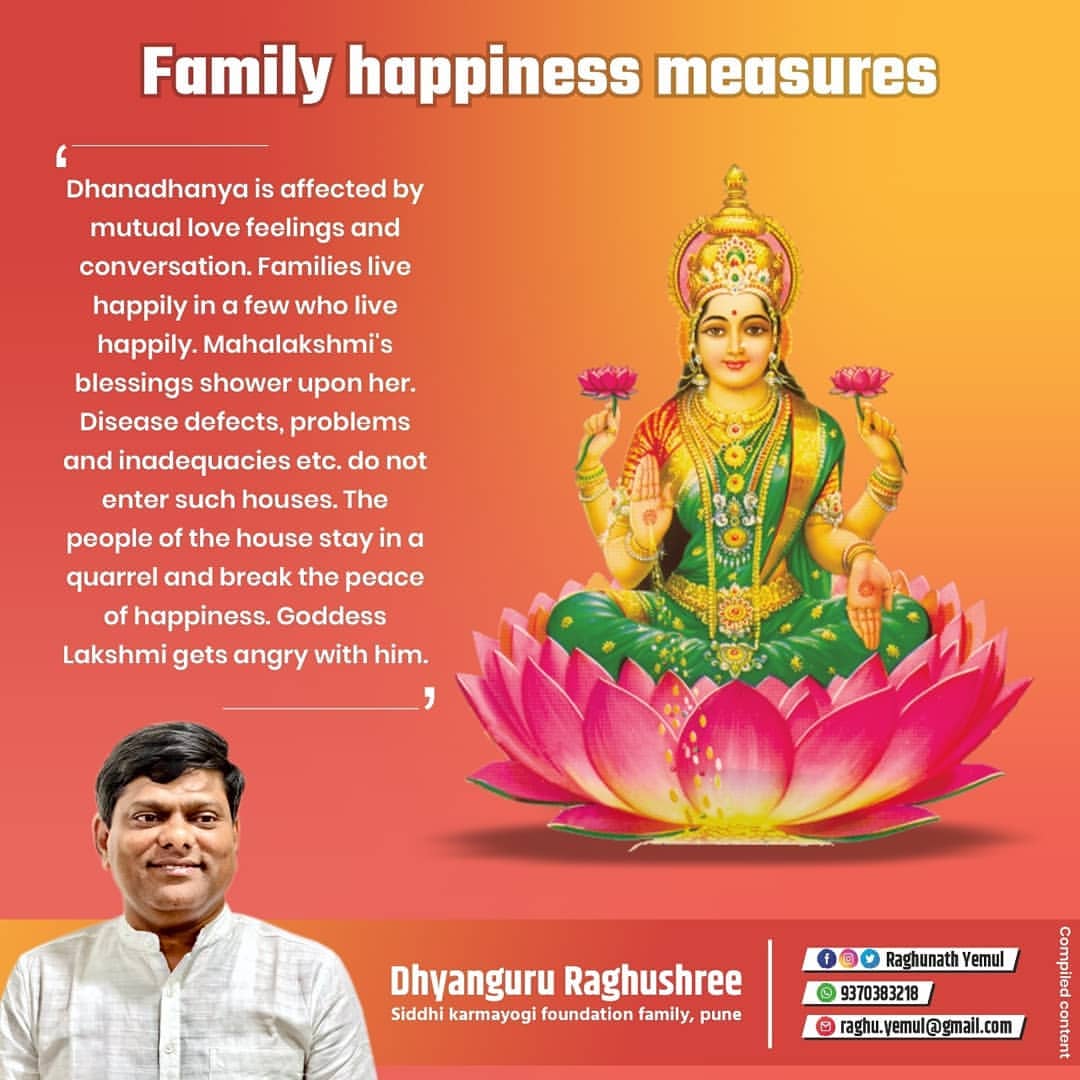 Family happiness measures
‘
Dhanadhanya is affected by
mutual love feelings and
conversation. Families live
happily in a few who live
happily. Mahalakshmi's
blessings shower upon her.
Disease defects, problems
and inadequacies etc. do not
enter such houses. The
people of the house stay in a
quarrel and break the peace
of happiness. Goddess
Lakshmi gets angry with him.
’
Dhyanguru Raghushree
Siddhi karmayogi foundation family, pune
Raghunath Yemul
9370383218
raghu.yemul@gmail.com
Compiled content